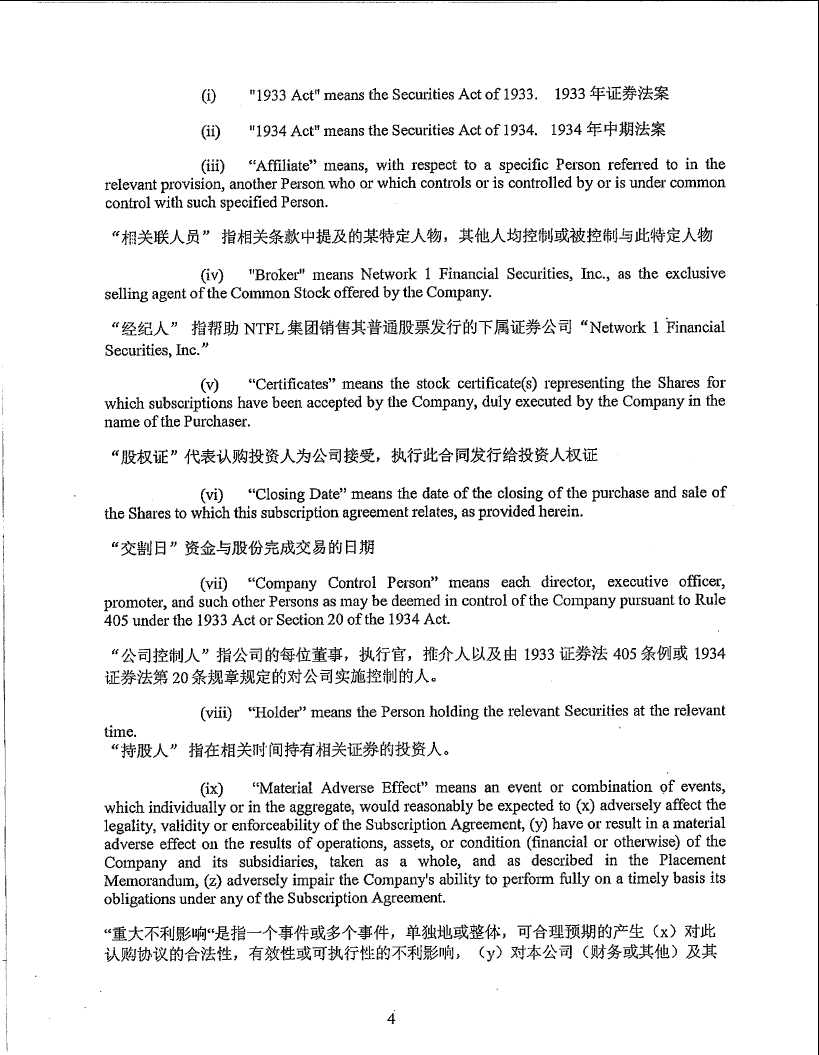 (i) "1933 Act" means the Securities Act of 1933. 1933 年证券法案
(ii) "1934 Act" means the Securities Act of 1934. 1934 年中期法案
(iii) “Affiliate” means, with respect to a specific Person referred to in the
relevant provision, another Person who or which controls or is controlled by or is under common
control with such specified Person.
“相关联人员” 指相关条款中提及的某特定人物，其他人均控制或被控制与此特定人物
(iv) "Broker" means Network 1 Financial Securities, Inc., as the exclusive
selling agent of the Common Stock offered by the Company.
“经纪人” 指帮助 NTFL 集团销售其普通股票发行的下属证券公司 “Network 1 Financial
Securities, Inc.”
(v) “Certificates” means the stock certificate(s) representing the Shares for
which subscriptions have been accepted by the Company, duly executed by the Company in the
name of the Purchaser.
“股权证” 代表认购投资人为公司接受，执行此合同发行给投资人权证
(vi) “Closing Date” means the date of the closing of the purchase and sale of
the Shares to which this subscription agreement relates, as provided herein.
“交割日” 资金与股份完成交易的日期
(vii) “Company Control Person” means each director, executive officer,
promoter, and such other Persons as may be deemed in control of the Company pursuant to Rule
405 under the 1933 Act or Section 20 of the 1934 Act.
“公司控制人” 指公司的每位董事，执行官，推介人以及由 1933 证券法 405 条例或 1934
证券法第 20 条规章规定的对公司实施控制的人。
(viii) “Holder” means the Person holding the relevant Securities at the relevant
time.
“持股人” 指在相关时间持有相关证券的投资人。
(ix) “Material Adverse Effect” means an event or combination of events,
which individually or in the aggregate, would reasonably be expected to (x) adversely affect the
legality, validity or enforceability of the Subscription Agreement, (y) have or result in a material
adverse effect on the results of operations, assets, or condition (financial or otherwise) of the
Company and its subsidiaries, taken as a whole, and as described in the Placement
Memorandum, (z) adversely impair the Company's ability to perform fully on a timely basis its
obligations under any of the Subscription Agreement.
“重大不利影响“是指一个事件或多个事件，单独地或整体，可合理预期的产生（x）对此
认购协议的合法性，有效性或可执行性的不利影响，（y）对本公司（财务或其他）及其
4